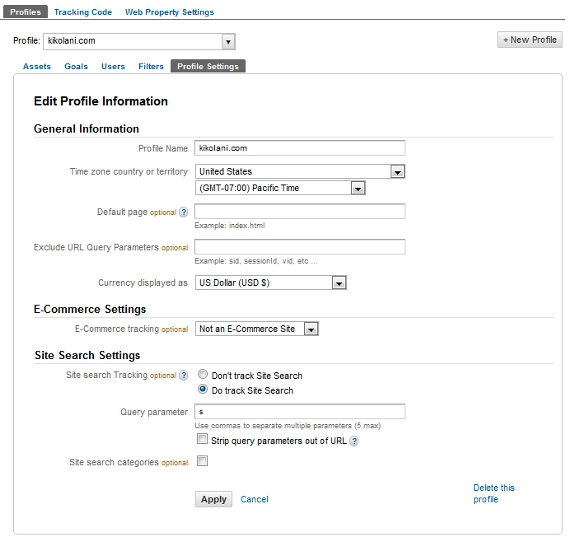 Profiles Tracking Code Web Property Settings
Profile: kikolani.com + New Profile
Assets Goals Users Filters Profile Settings
Edit Profile Information
General Information
Profile Name kikolani.com
Time zone country or territory United States
(GMT-07:00) Pacific Time
Default page optional ?
Example: index.html
Exclude URL Query Parameters optional
Example: sid, sessionId, vid, etc ...
Currency displayed as US Dollar (USD $)
E-Commerce Settings
E-Commerce tracking optional Not an E-Commerce Site
Site Search Settings
Site search Tracking optional ? Don't track Site Search
Do track Site Search
Query parameter s
Use commas to separate multiple parameters (5 max)
Strip query parameters out of URL ?
Site search categories optional
Apply Cancel Delete this
profile